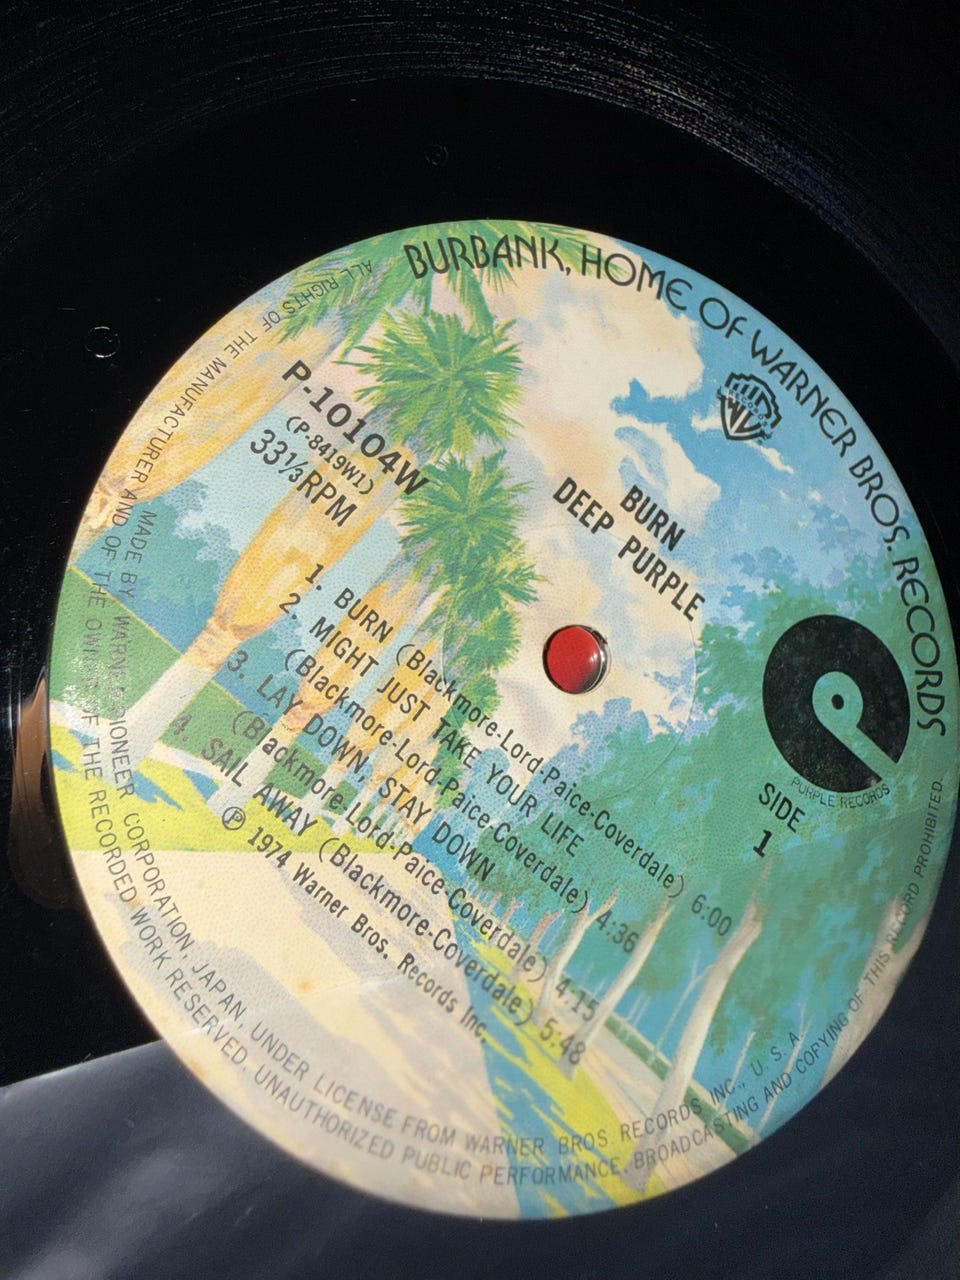 BURBANK, HOME OF WARNER BROS. RECORDS
RECORDS
W
P-10104W
(P-8419W1)
33⅓RPM
BURN
DEEP PURPLE
PURPLE RECORDS
SIDE
1
1. BURN (Blackmore-Lord-Paice-Coverdale) 6:00
2. MIGHT JUST TAKE YOUR LIFE
(Blackmore-Lord-Paice-Coverdale) 4:36
3. LAY DOWN, STAY DOWN
(Blackmore-Lord-Paice-Coverdale) 4:15
4. SAIL AWAY (Blackmore-Coverdale) 5:48
℗ 1974 Warner Bros. Records Inc.
MADE BY WARNER-PIONEER CORPORATION, JAPAN, UNDER LICENSE FROM WARNER BROS. RECORDS INC., U.S.A.
ALL RIGHTS OF THE MANUFACTURER AND OF THE OWNER OF THE RECORDED WORK RESERVED. UNAUTHORIZED PUBLIC PERFORMANCE, BROADCASTING AND COPYING OF THIS RECORD PROHIBITED.